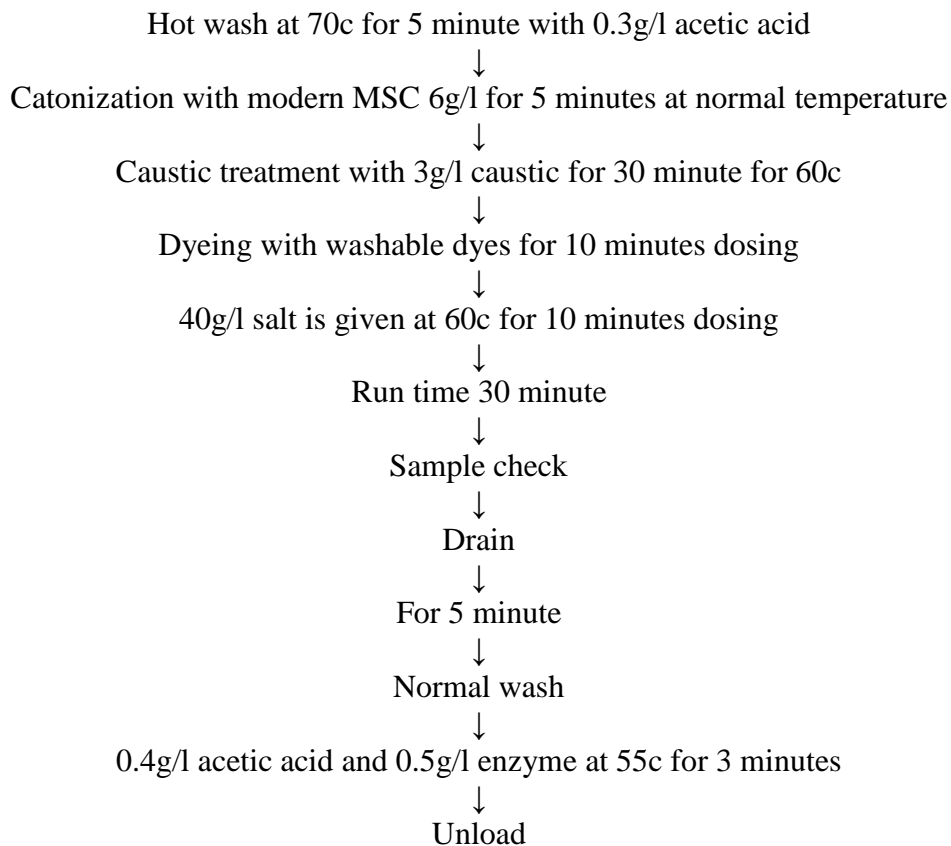 Hot wash at 70c for 5 minute with 0.3g/l acetic acid
↓
Catonization with modern MSC 6g/l for 5 minutes at normal temperature
↓
Caustic treatment with 3g/l caustic for 30 minute for 60c
↓
Dyeing with washable dyes for 10 minutes dosing
↓
40g/l salt is given at 60c for 10 minutes dosing
↓
Run time 30 minute
↓
Sample check
↓
Drain
↓
For 5 minute
↓
Normal wash
↓
0.4g/l acetic acid and 0.5g/l enzyme at 55c for 3 minutes
↓
Unload